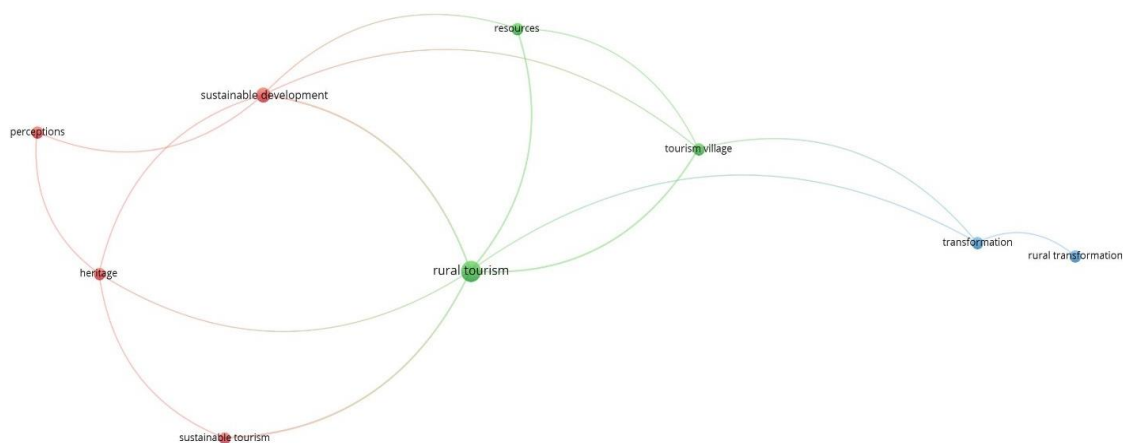 resources
sustainable development
perceptions
tourism village
transformation
rural transformation
rural tourism
heritage
sustainable tourism